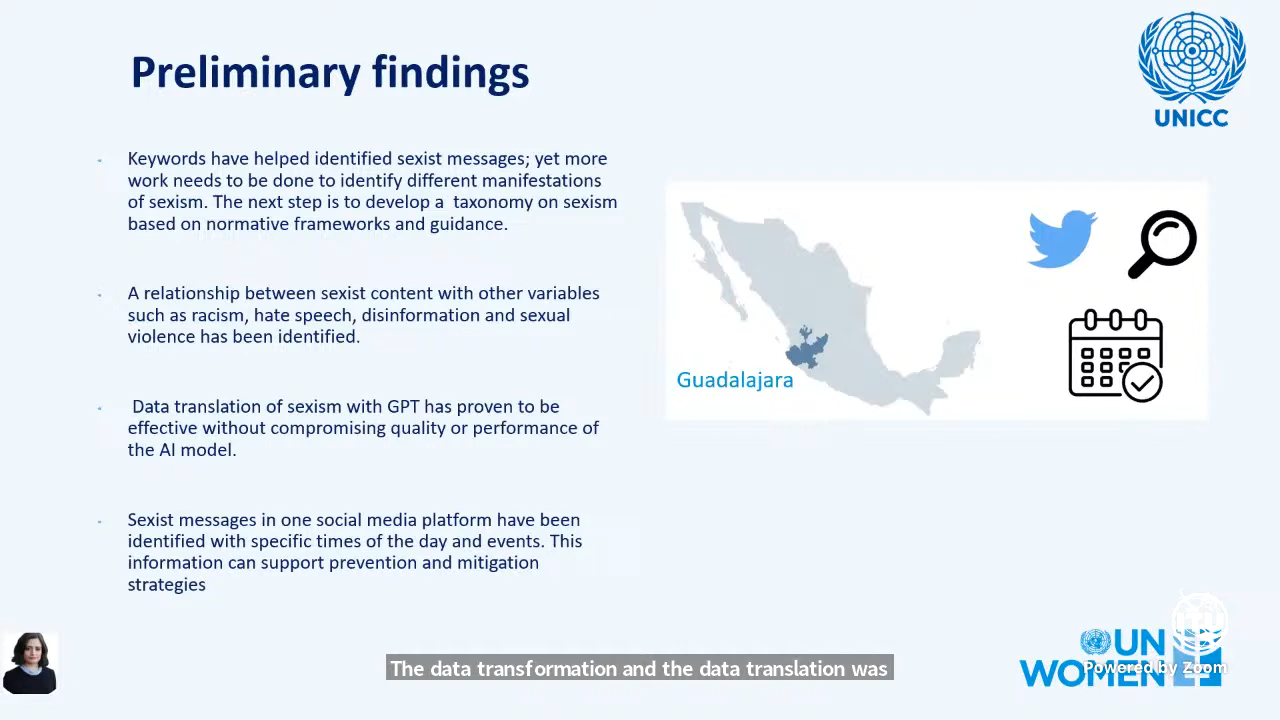 Preliminary findings
UNICC
Keywords have helped identified sexist messages; yet more
work needs to be done to identify different manifestations
of sexism. The next step is to develop a taxonomy on sexism
based on normative frameworks and guidance.
A relationship between sexist content with other variables
such as racism, hate speech, disinformation and sexual
violence has been identified.
Data translation of sexism with GPT has proven to be
effective without compromising quality or performance of
the AI model.
Sexist messages in one social media platform have been
identified with specific times of the day and events. This
information can support prevention and mitigation
strategies
Guadalajara
The data transformation and the data translation was
ITU
UN
WOMEN
Powered by Zoom